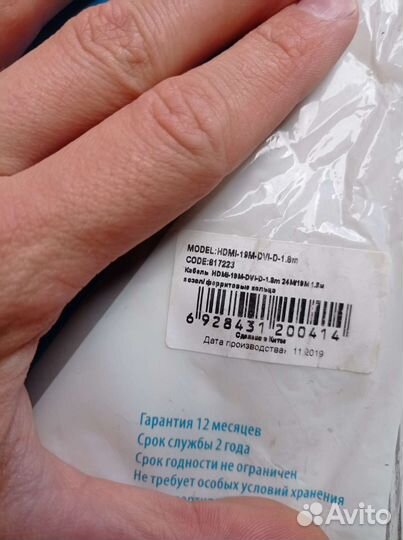 MODEL:HDMI-19M-DVI-D-1.8m
CODE:817223
Кабель HDMI-19M-DVI-D-1.8m 24M/19M 1.8м
позол/ферритовые кольца
6 928431 200414
Сделано в Китае
Дата производства: 11.2019
Гарантия 12 месяцев
Срок службы 2 года
Срок годности не ограничен
Не требует особых условий хранения
Avito